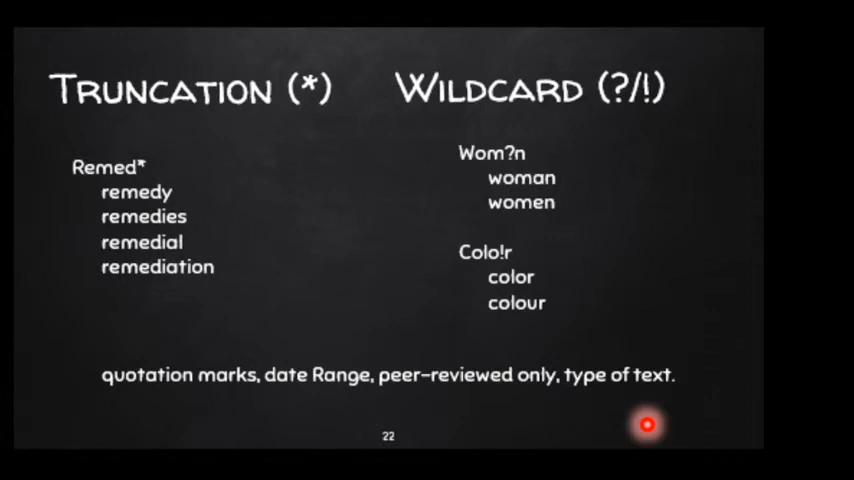 TRUNCATION (*)
Remed*
remedy
remedies
remedial
remediation
WILDCARD (?/!)
Wom?n
woman
women
Colo!r
color
colour
quotation marks, date Range, peer-reviewed only, type of text.
22